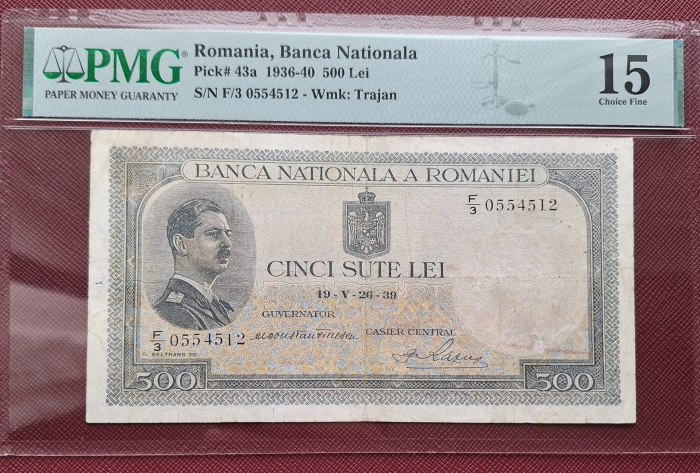 PMG®
PAPER MONEY GUARANTY
Romania, Banca Nationala
Pick# 43a 1936-40 500 Lei
S/N F/3 0554512 - Wmk: Trajan
15
Choice Fine
BANCA NATIONALA A ROMANIEI
F/3 0554512
CINCI SUTE LEI
19-V-26-39
GUVERNATOR
CASIER CENTRAL
F/3 0554512
G. BELTRAND SC.
500
500